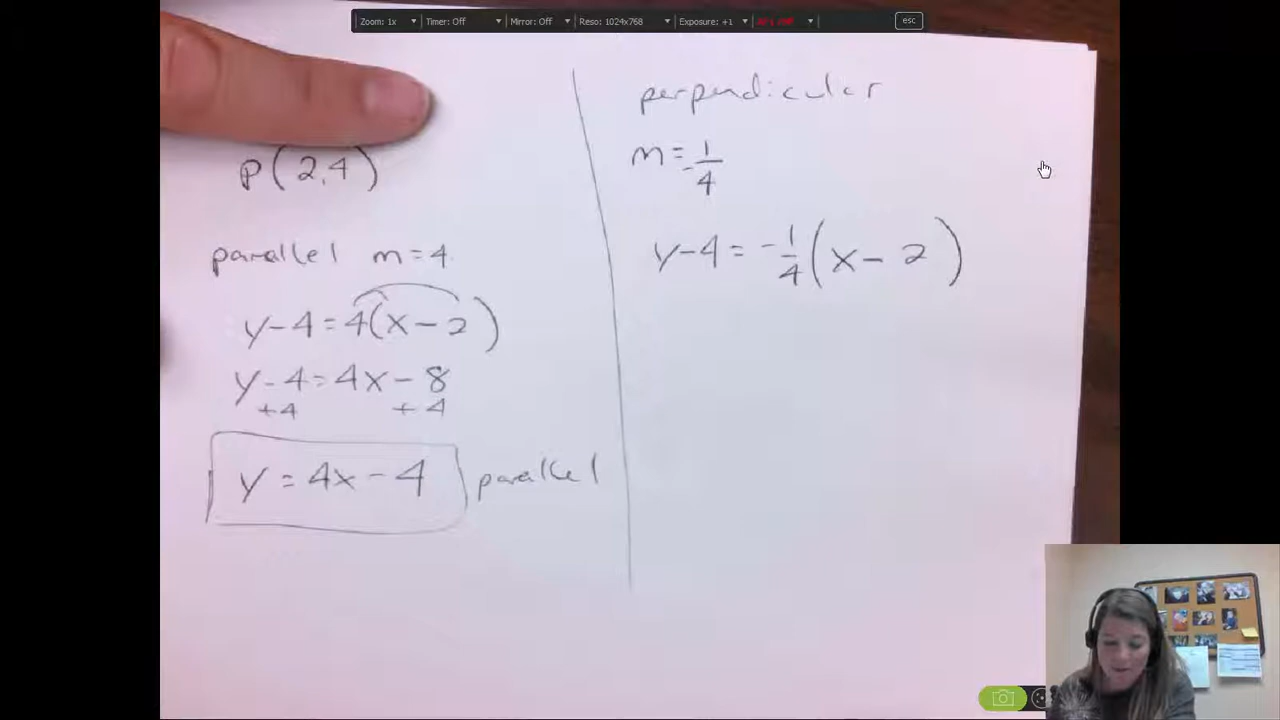 Zoom: 1x Timer: Off Mirror: Off Reso: 1024x768 Exposure: +1 esc
P(2,4)
parallel m=4
y-4=4(x-2)
y-4=4x-8
+4 +4
y=4x-4 parallel
perpendicular
m=-1/4
y-4=-1/4(x-2)